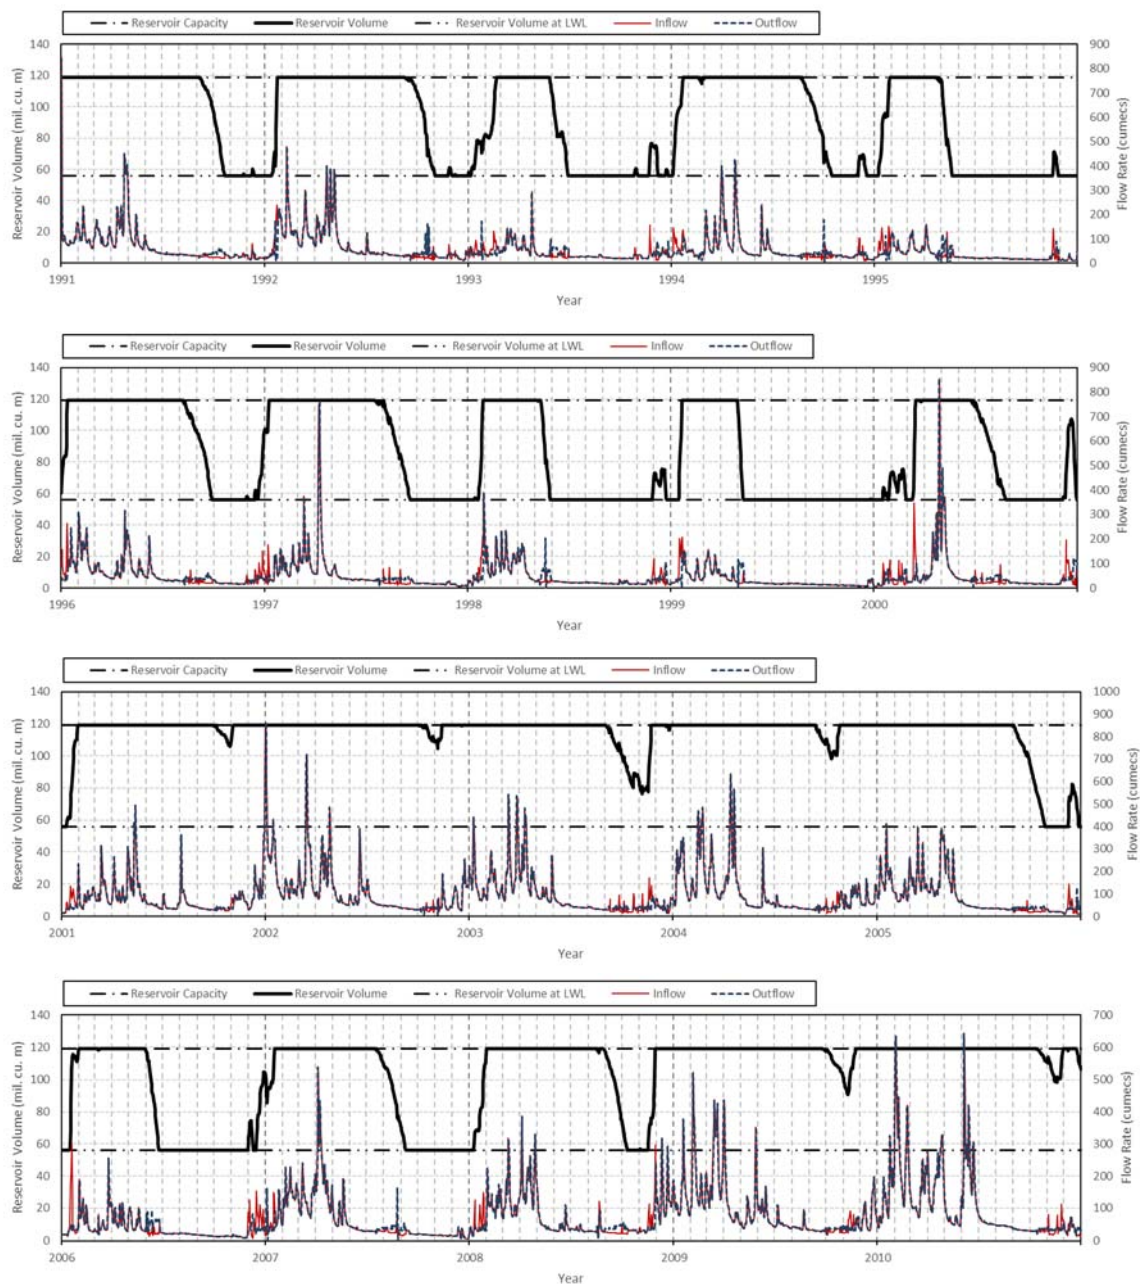 Reservoir Capacity Reservoir Volume Reservoir Volume at LWL Inflow Outflow
140 900
120 800
100 700
80 600
60 500
40 400
20 300
0 200
100
0
Reservoir Volume (mil. cu. m)
Flow Rate (cumecs)
1991 1992 1993 1994 1995
Year
Reservoir Capacity Reservoir Volume Reservoir Volume at LWL Inflow Outflow
140 900
120 800
100 700
80 600
60 500
40 400
20 300
0 200
100
0
Reservoir Volume (mil. cu. m)
Flow Rate (cumecs)
1996 1997 1998 1999 2000
Year
Reservoir Capacity Reservoir Volume Reservoir Volume at LWL Inflow Outflow
140 1000
120 900
100 800
80 700
60 600
40 500
20 400
0 300
200
100
0
Reservoir Volume (mil. cu. m)
Flow Rate (cumecs)
2001 2002 2003 2004 2005
Year
Reservoir Capacity Reservoir Volume Reservoir Volume at LWL Inflow Outflow
140 700
120 600
100 500
80 400
60 300
40 200
20 100
0 0
Reservoir Volume (mil. cu. m)
Flow Rate (cumecs)
2006 2007 2008 2009 2010
Year